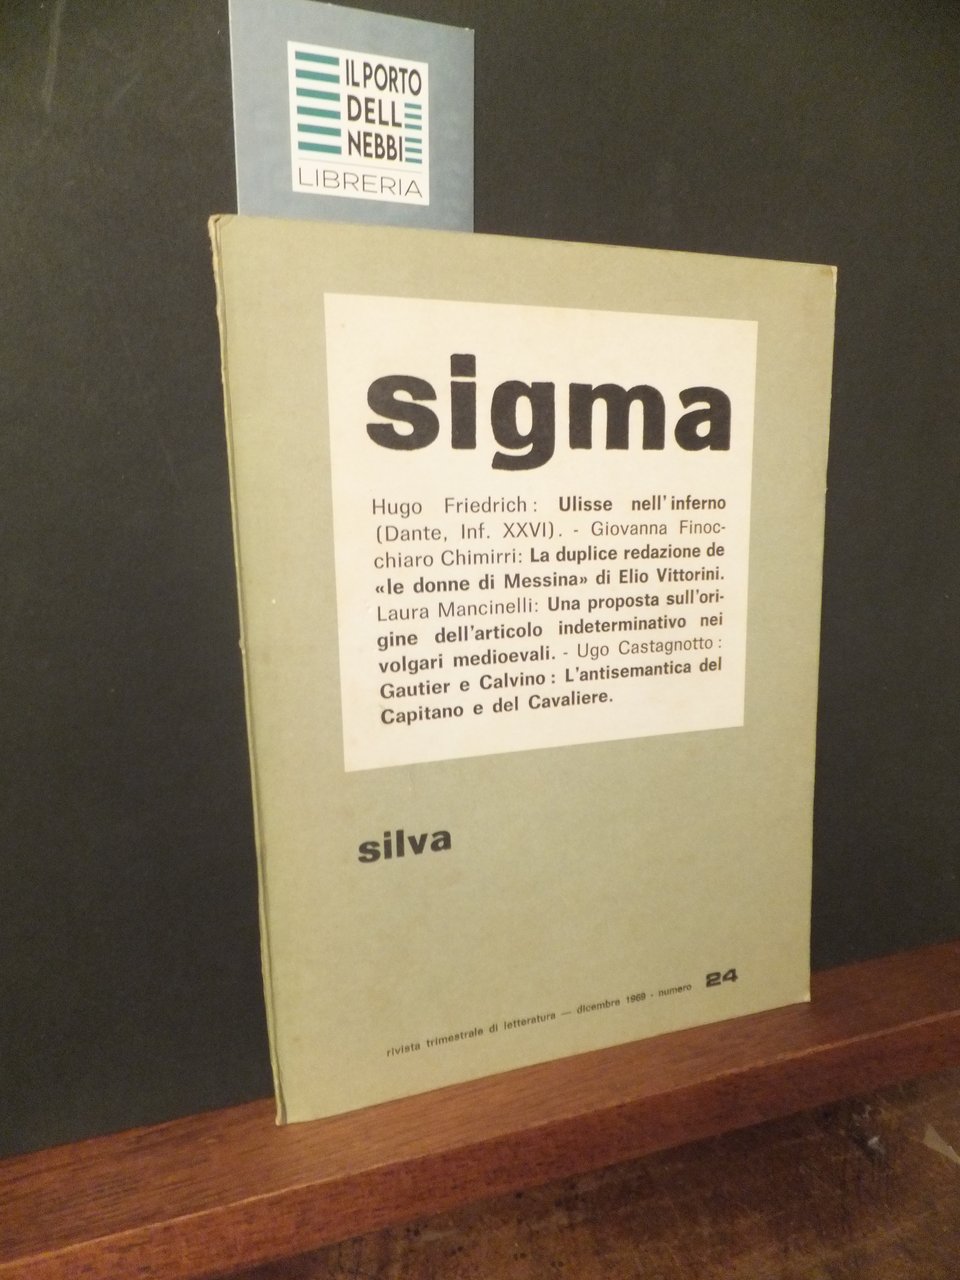 IL PORTO
DELL
NEBBI
LIBRERIA
sigma
Hugo Friedrich: Ulisse nell'inferno
(Dante, Inf. XXVI). - Giovanna Finoc-
chiaro Chimirri: La duplice redazione de
«le donne di Messina» di Elio Vittorini.
Laura Mancinelli: Una proposta sull'ori-
gine dell'articolo indeterminativo nei
volgari medioevali. - Ugo Castagnotto:
Gautier e Calvino: L'antisemantica del
Capitano e del Cavaliere.
silva
rivista trimestrale di letteratura — dicembre 1969 - numero 24